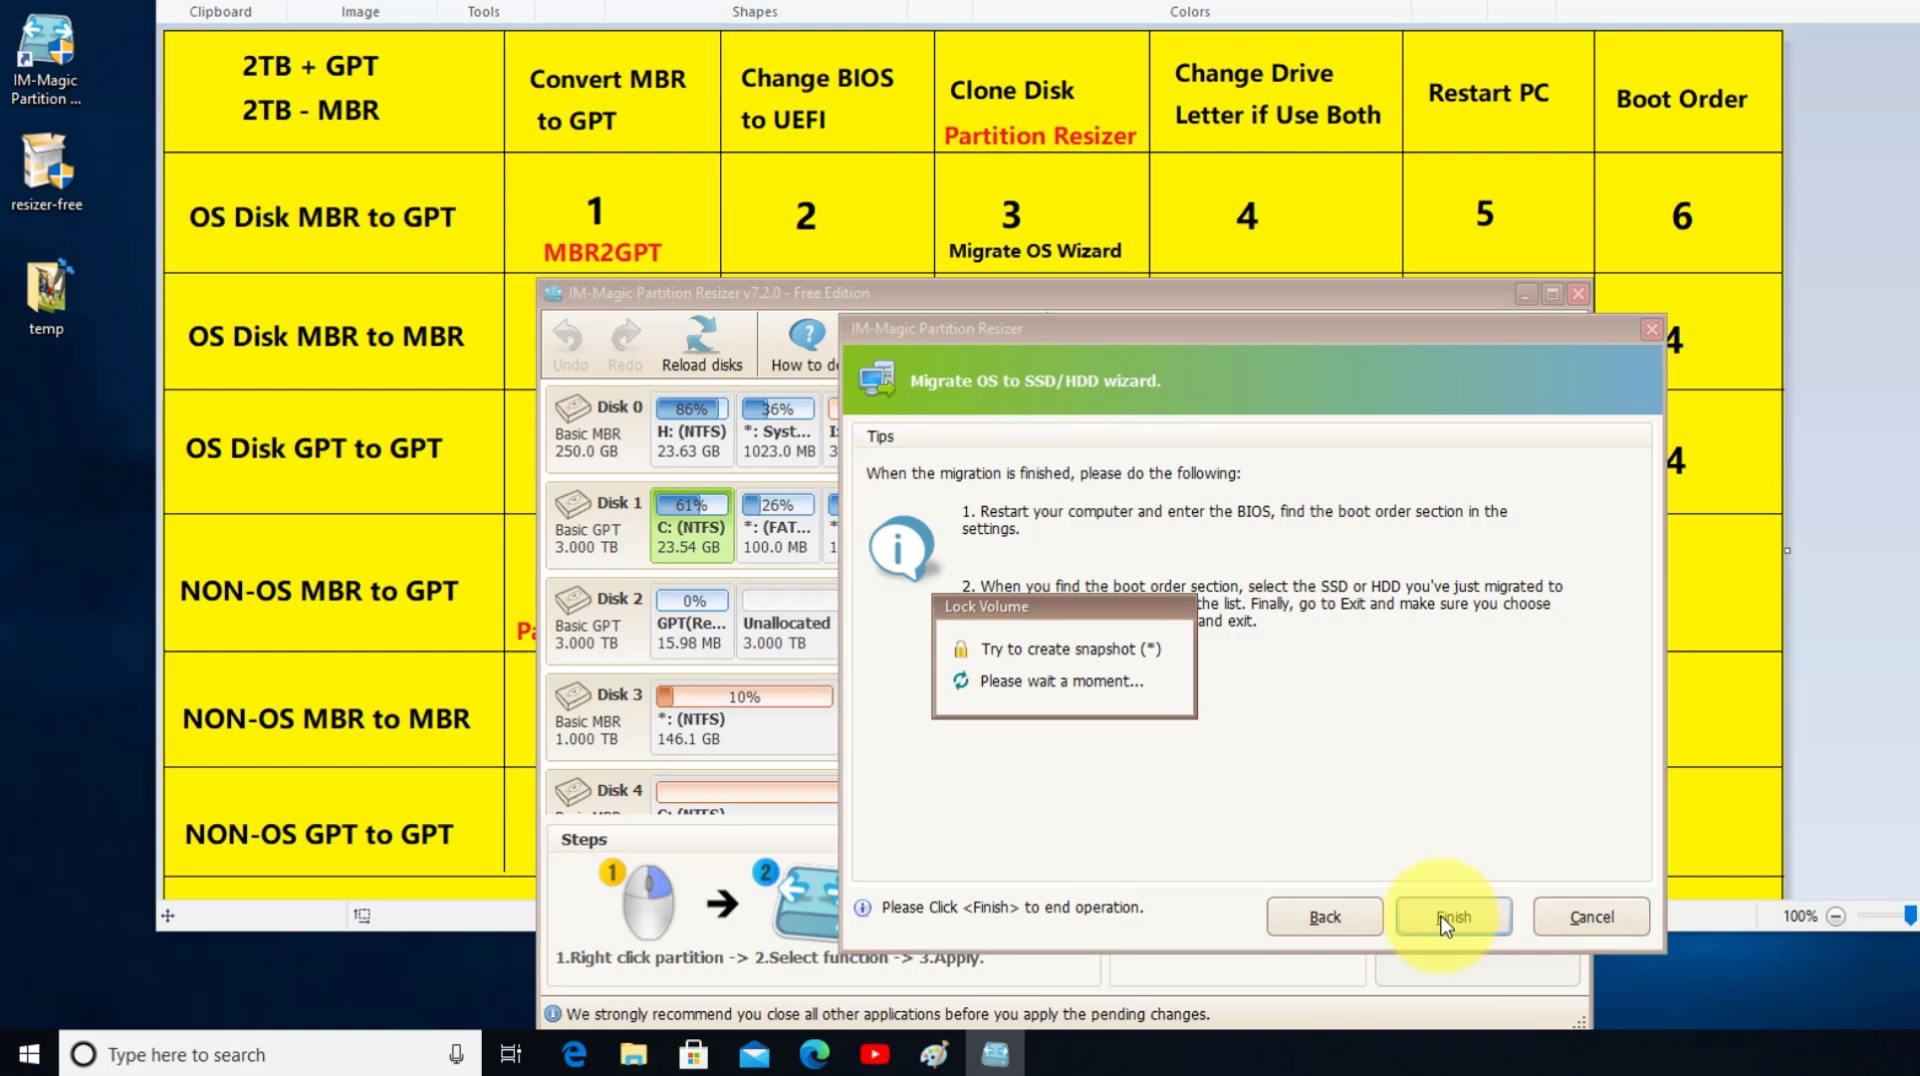 Clipboard
Image
Tools
Shapes
Colors
IM-Magic
Partition ...
resizer-free
temp
2TB + GPT
2TB - MBR
Convert MBR
to GPT
Change BIOS
to UEFI
Clone Disk
Partition Resizer
Change Drive
Letter if Use Both
Restart PC
Boot Order
OS Disk MBR to GPT
1
MBR2GPT
2
3
Migrate OS Wizard
4
5
6
OS Disk MBR to MBR
4
OS Disk GPT to GPT
4
NON-OS MBR to GPT
NON-OS MBR to MBR
NON-OS GPT to GPT
IM-Magic Partition Resizer v7.2.0 - Free Edition
Undo
Redo
Reload disks
How to
Disk 0
Basic MBR
250.0 GB
86%
H: (NTFS)
23.63 GB
36%
*: Syst...
1023.0 MB
Disk 1
Basic GPT
3.000 TB
61%
C: (NTFS)
23.54 GB
26%
*: (FAT...
100.0 MB
Disk 2
Basic GPT
3.000 TB
0%
GPT(Re...
15.98 MB
Unallocated
3.000 TB
Disk 3
Basic MBR
1.000 TB
10%
*: (NTFS)
146.1 GB
Disk 4
Steps
1
2
1.Right click partition -> 2.Select function -> 3.Apply.
We strongly recommend you close all other applications before you apply the pending changes.
IM-Magic Partition Resizer
Migrate OS to SSD/HDD wizard.
Tips
When the migration is finished, please do the following:
1. Restart your computer and enter the BIOS, find the boot order section in the
settings.
2. When you find the boot order section, select the SSD or HDD you've just migrated to
the list. Finally, go to Exit and make sure you choose
and exit.
Lock Volume
Try to create snapshot (*)
Please wait a moment...
Please Click <Finish> to end operation.
Back
Finish
Cancel
100%
Type here to search